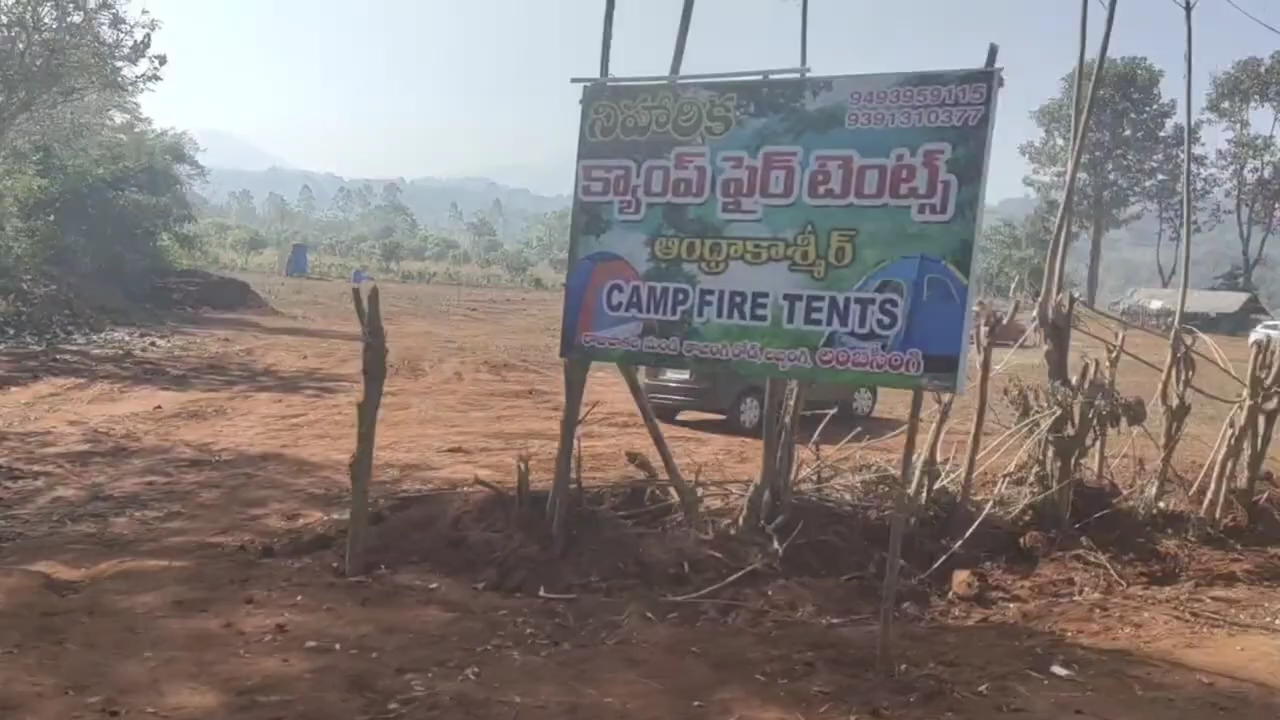 నిహారిక
9493959115
9391310377
క్యాంప్ ఫైర్ టెంట్స్
ఆంధ్రాకాశ్మీర్
CAMP FIRE TENTS
రోడ్, లంబసింగి